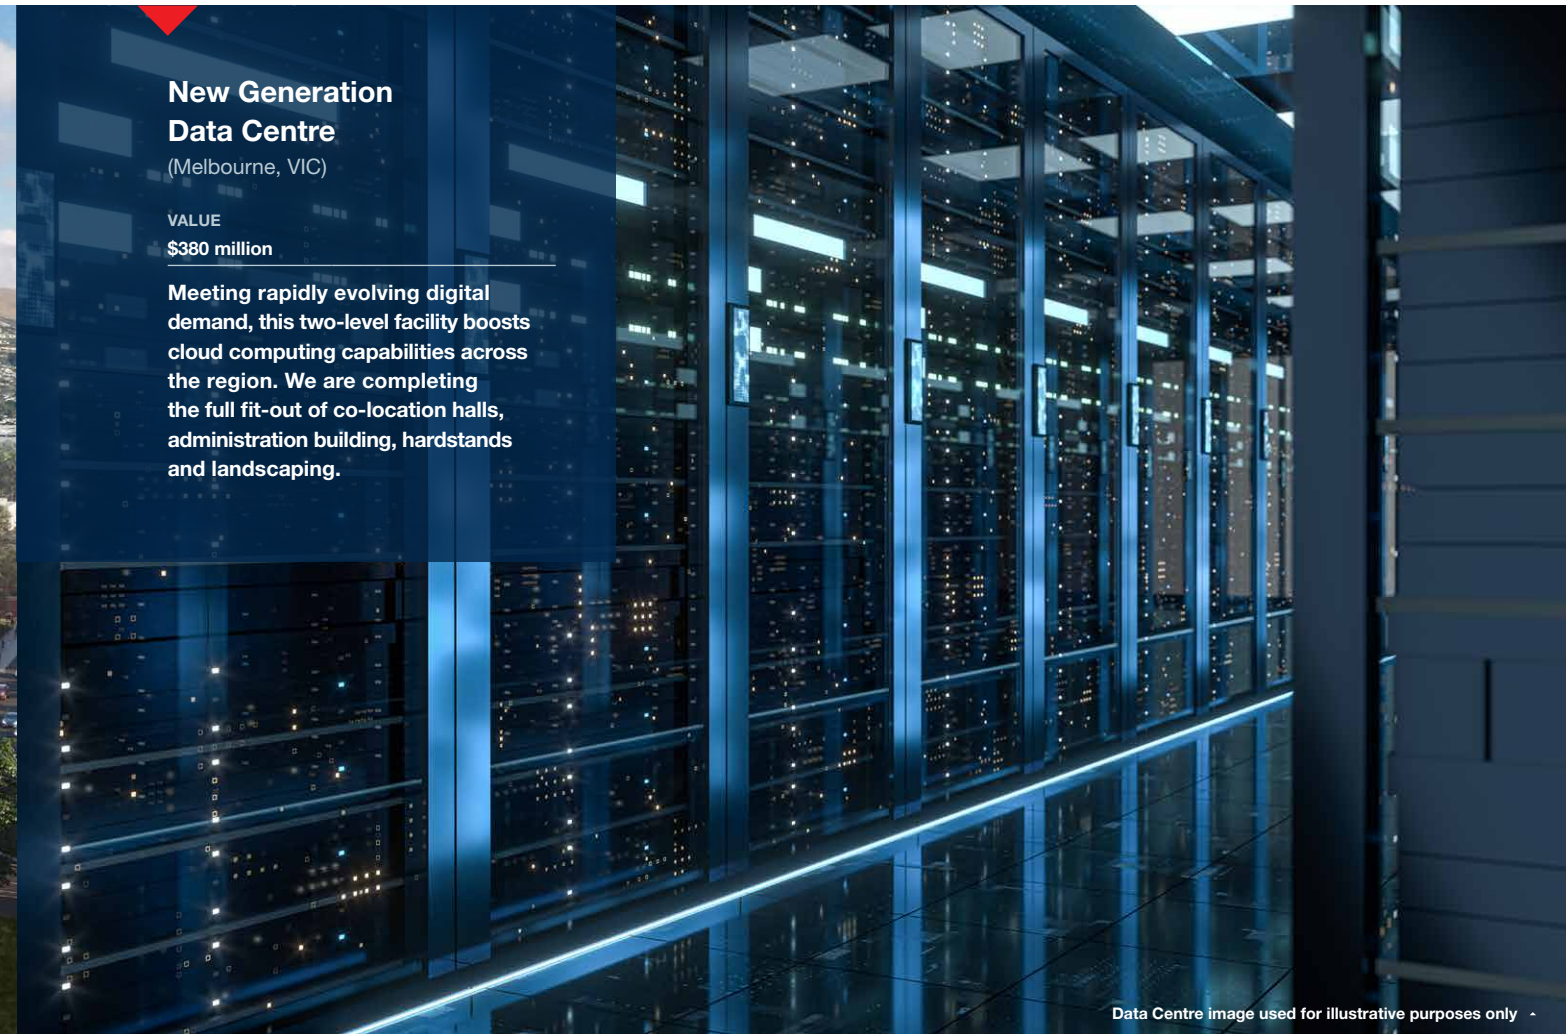 New Generation
Data Centre
(Melbourne, VIC)
VALUE
$380 million
Meeting rapidly evolving digital
demand, this two-level facility boosts
cloud computing capabilities across
the region. We are completing
the full fit-out of co-location halls,
administration building, hardstands
and landscaping.
Data Centre image used for illustrative purposes only